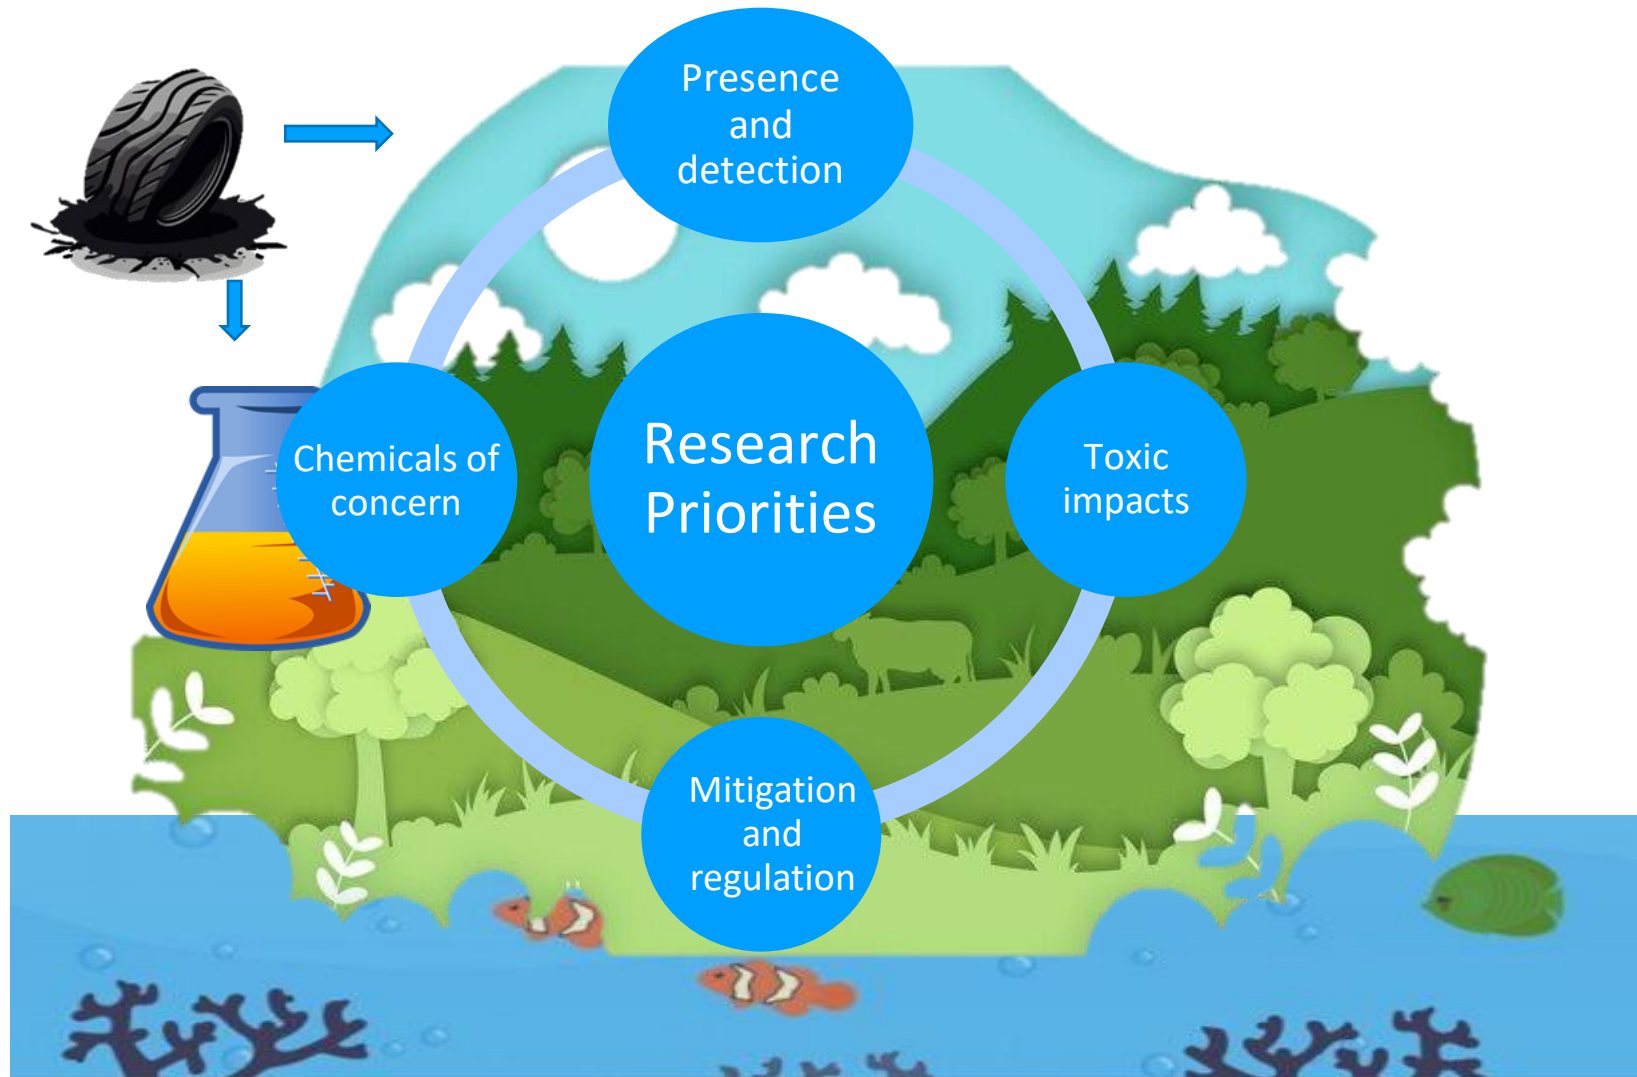 Presence
and
detection
Research
Priorities
Chemicals of
concern
Toxic
impacts
Mitigation
and
regulation